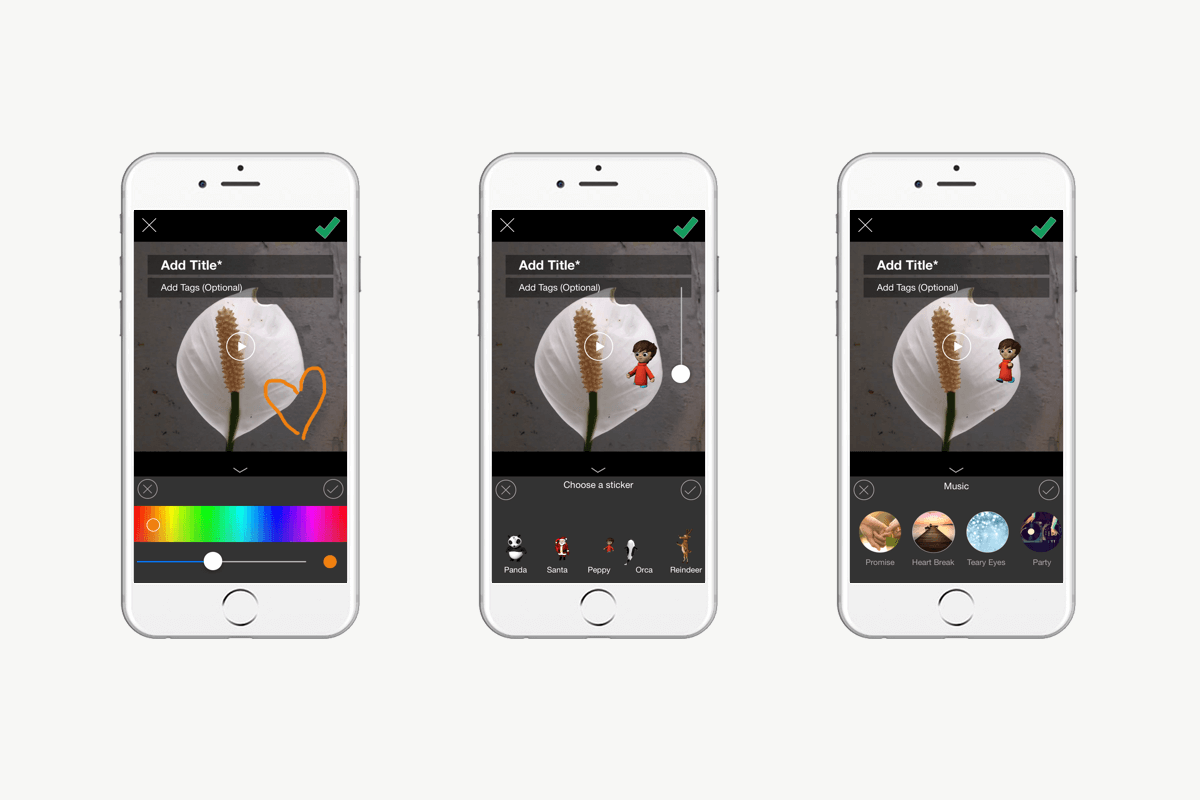 Add Title*
Add Tags (Optional)
Add Title*
Add Tags (Optional)
Choose a sticker
Panda Santa Peppy Orca Reindeer
Add Title*
Add Tags (Optional)
Music
Promise Heart Break Teary Eyes Party